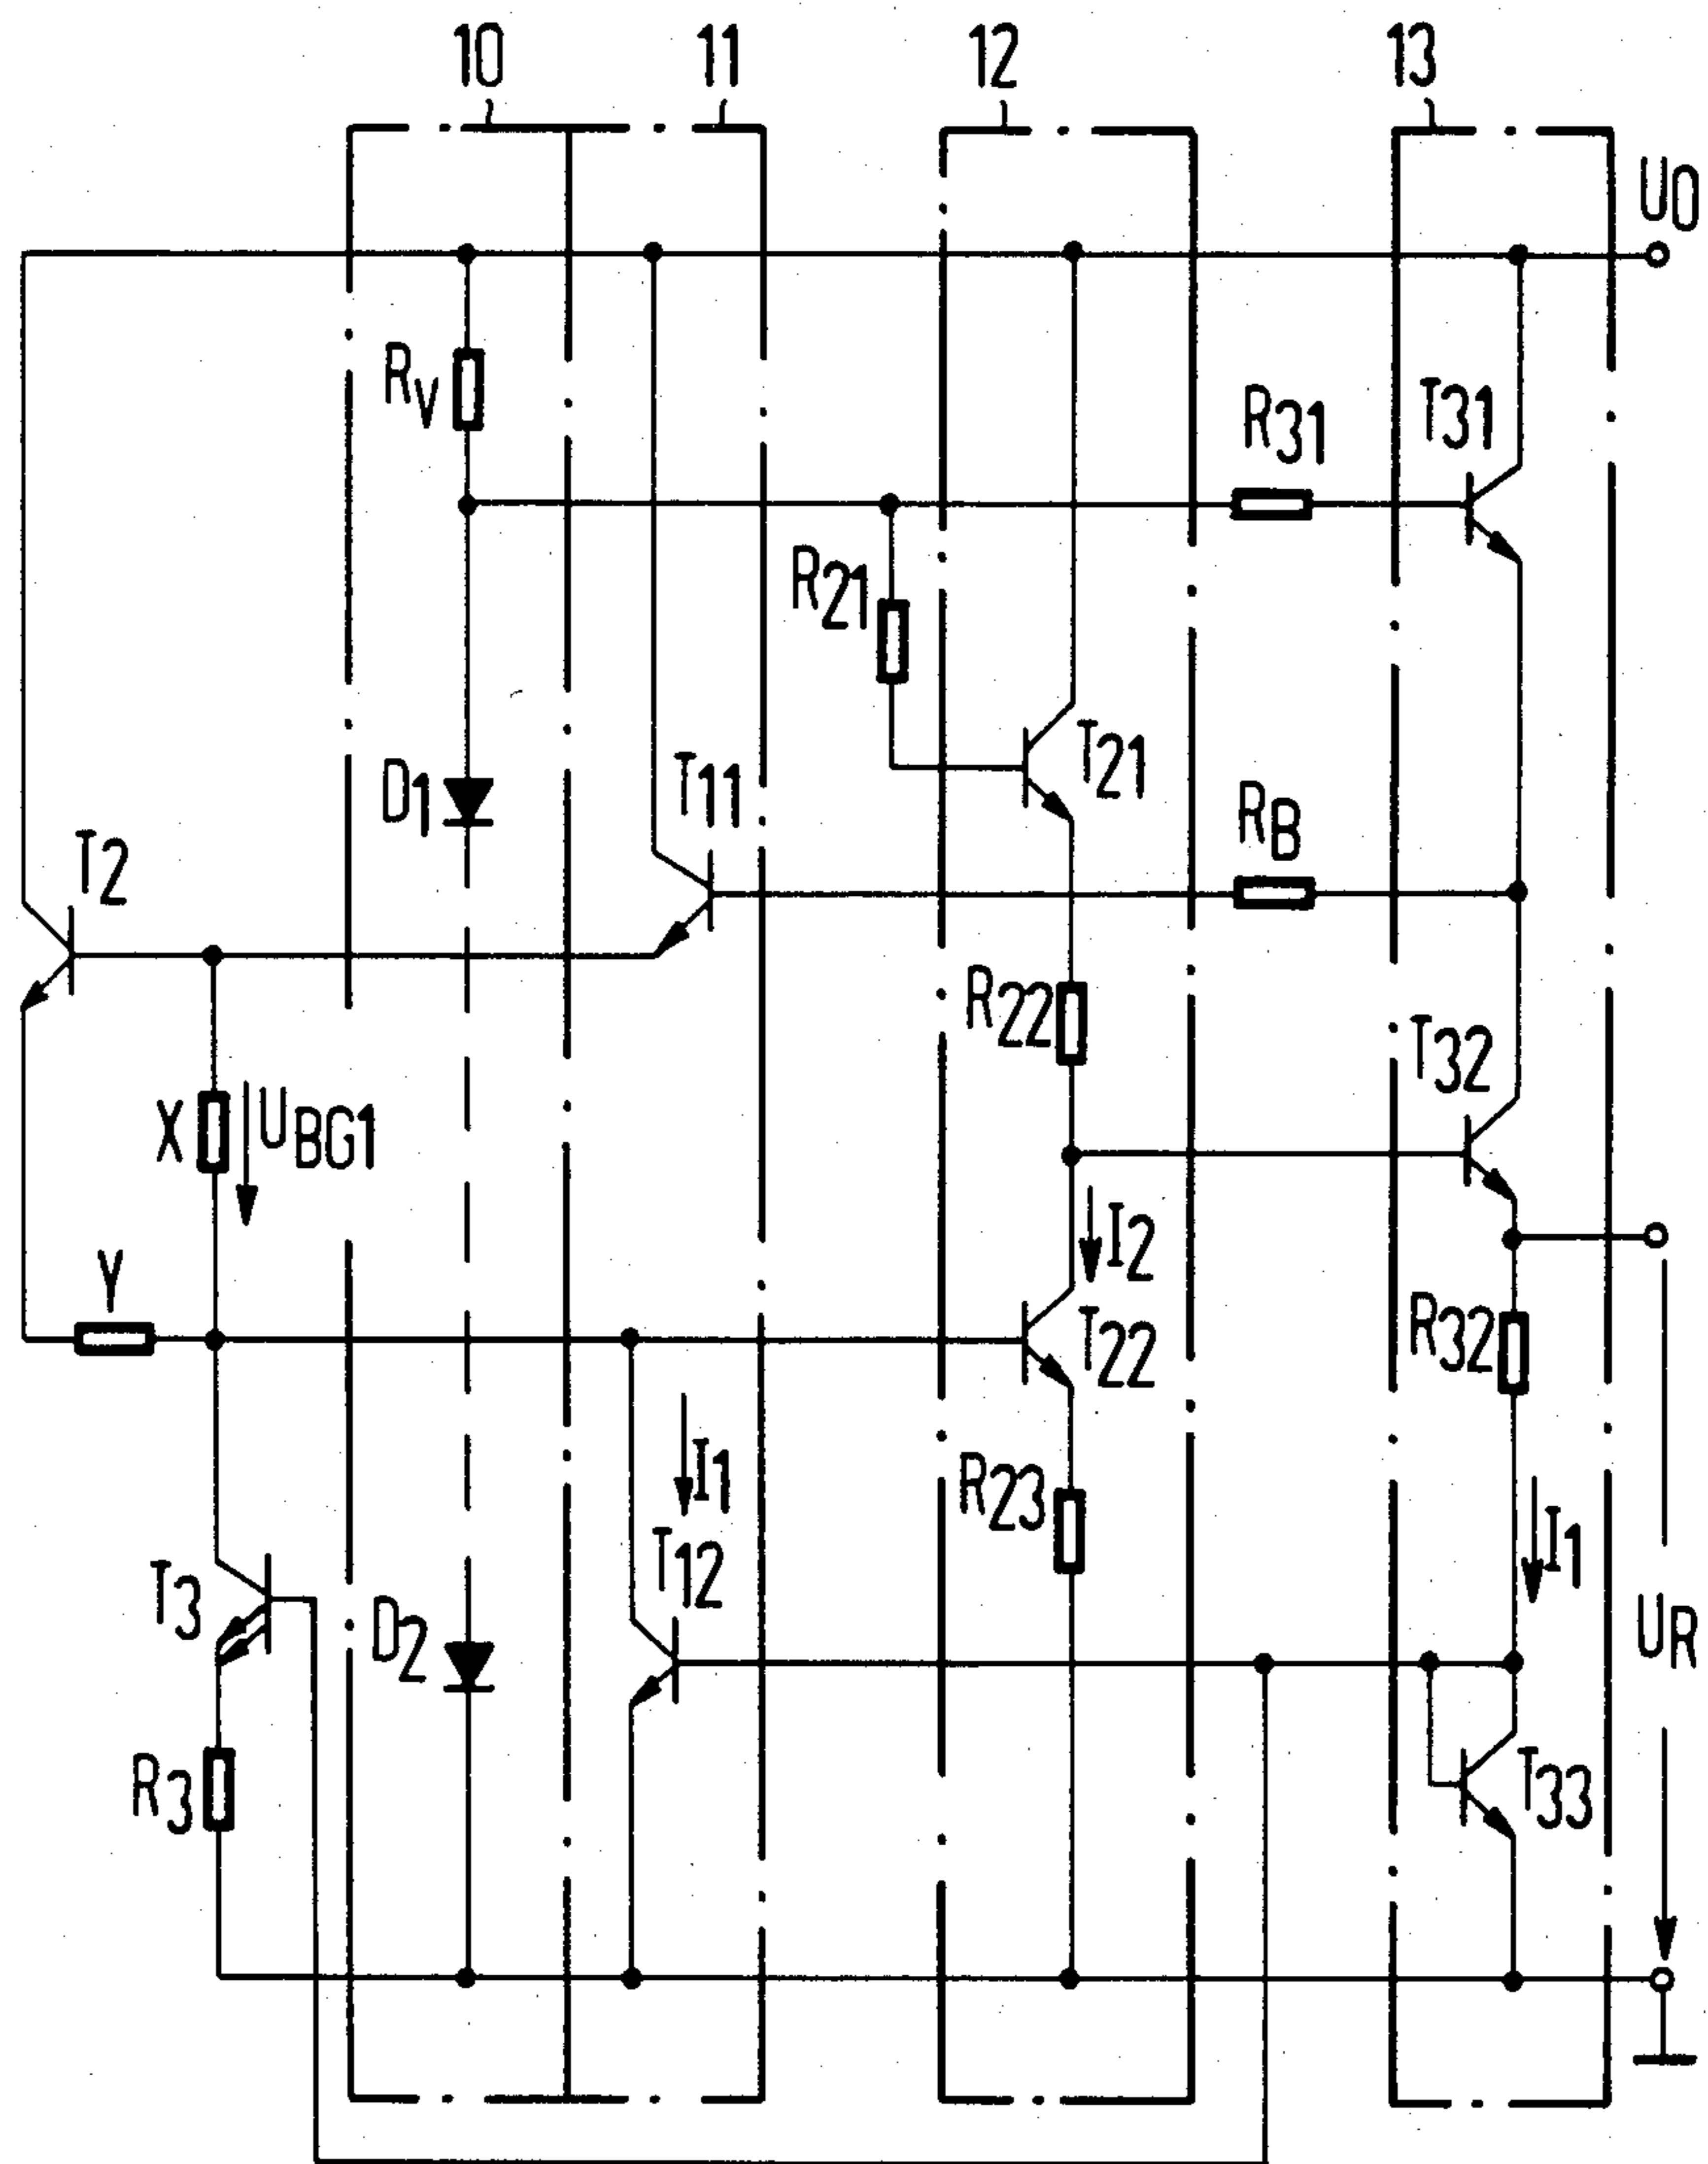 10 11 12 13
U0
RV
R31
T31
R21
D1
T11
T21
RB
T2
R22
T32
X
UBG1
I2
Y
T22
R32
I1
R23
T3
T12
I1
D2
UR
R3
T33